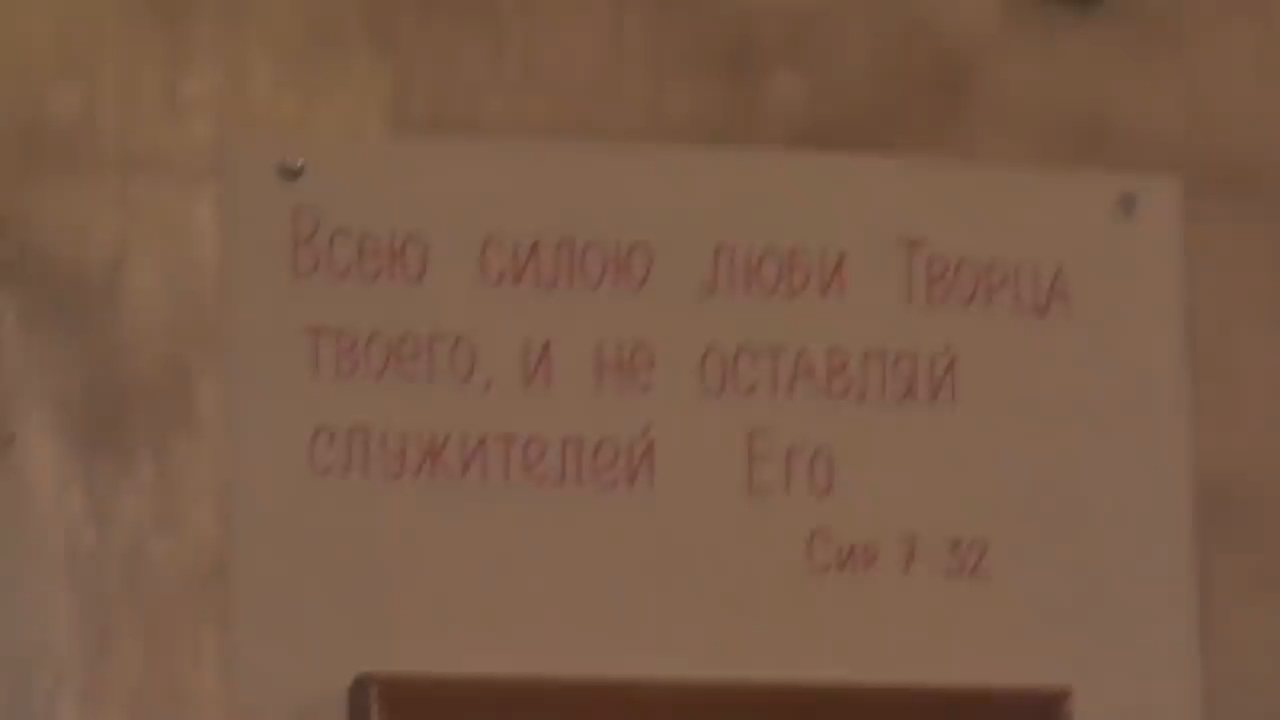 Всею силою люби Творца
твоего, и не оставляй
служителей Его
Сир 7 32